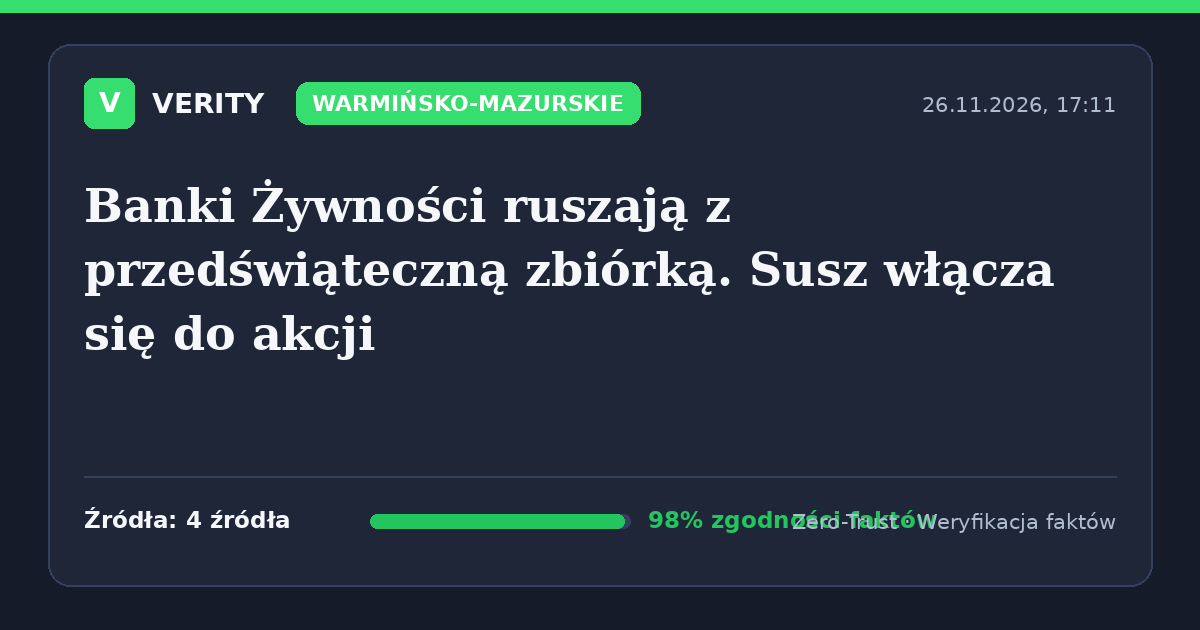 V VERITY WARMIŃSKO-MAZURSKIE 26.11.2026, 17:11
Banki Żywności ruszają z
przedświąteczną zbiórką. Susz włącza
się do akcji
Źródła: 4 źródła 98% zgodności faktów Zero-Trust · Weryfikacja faktów